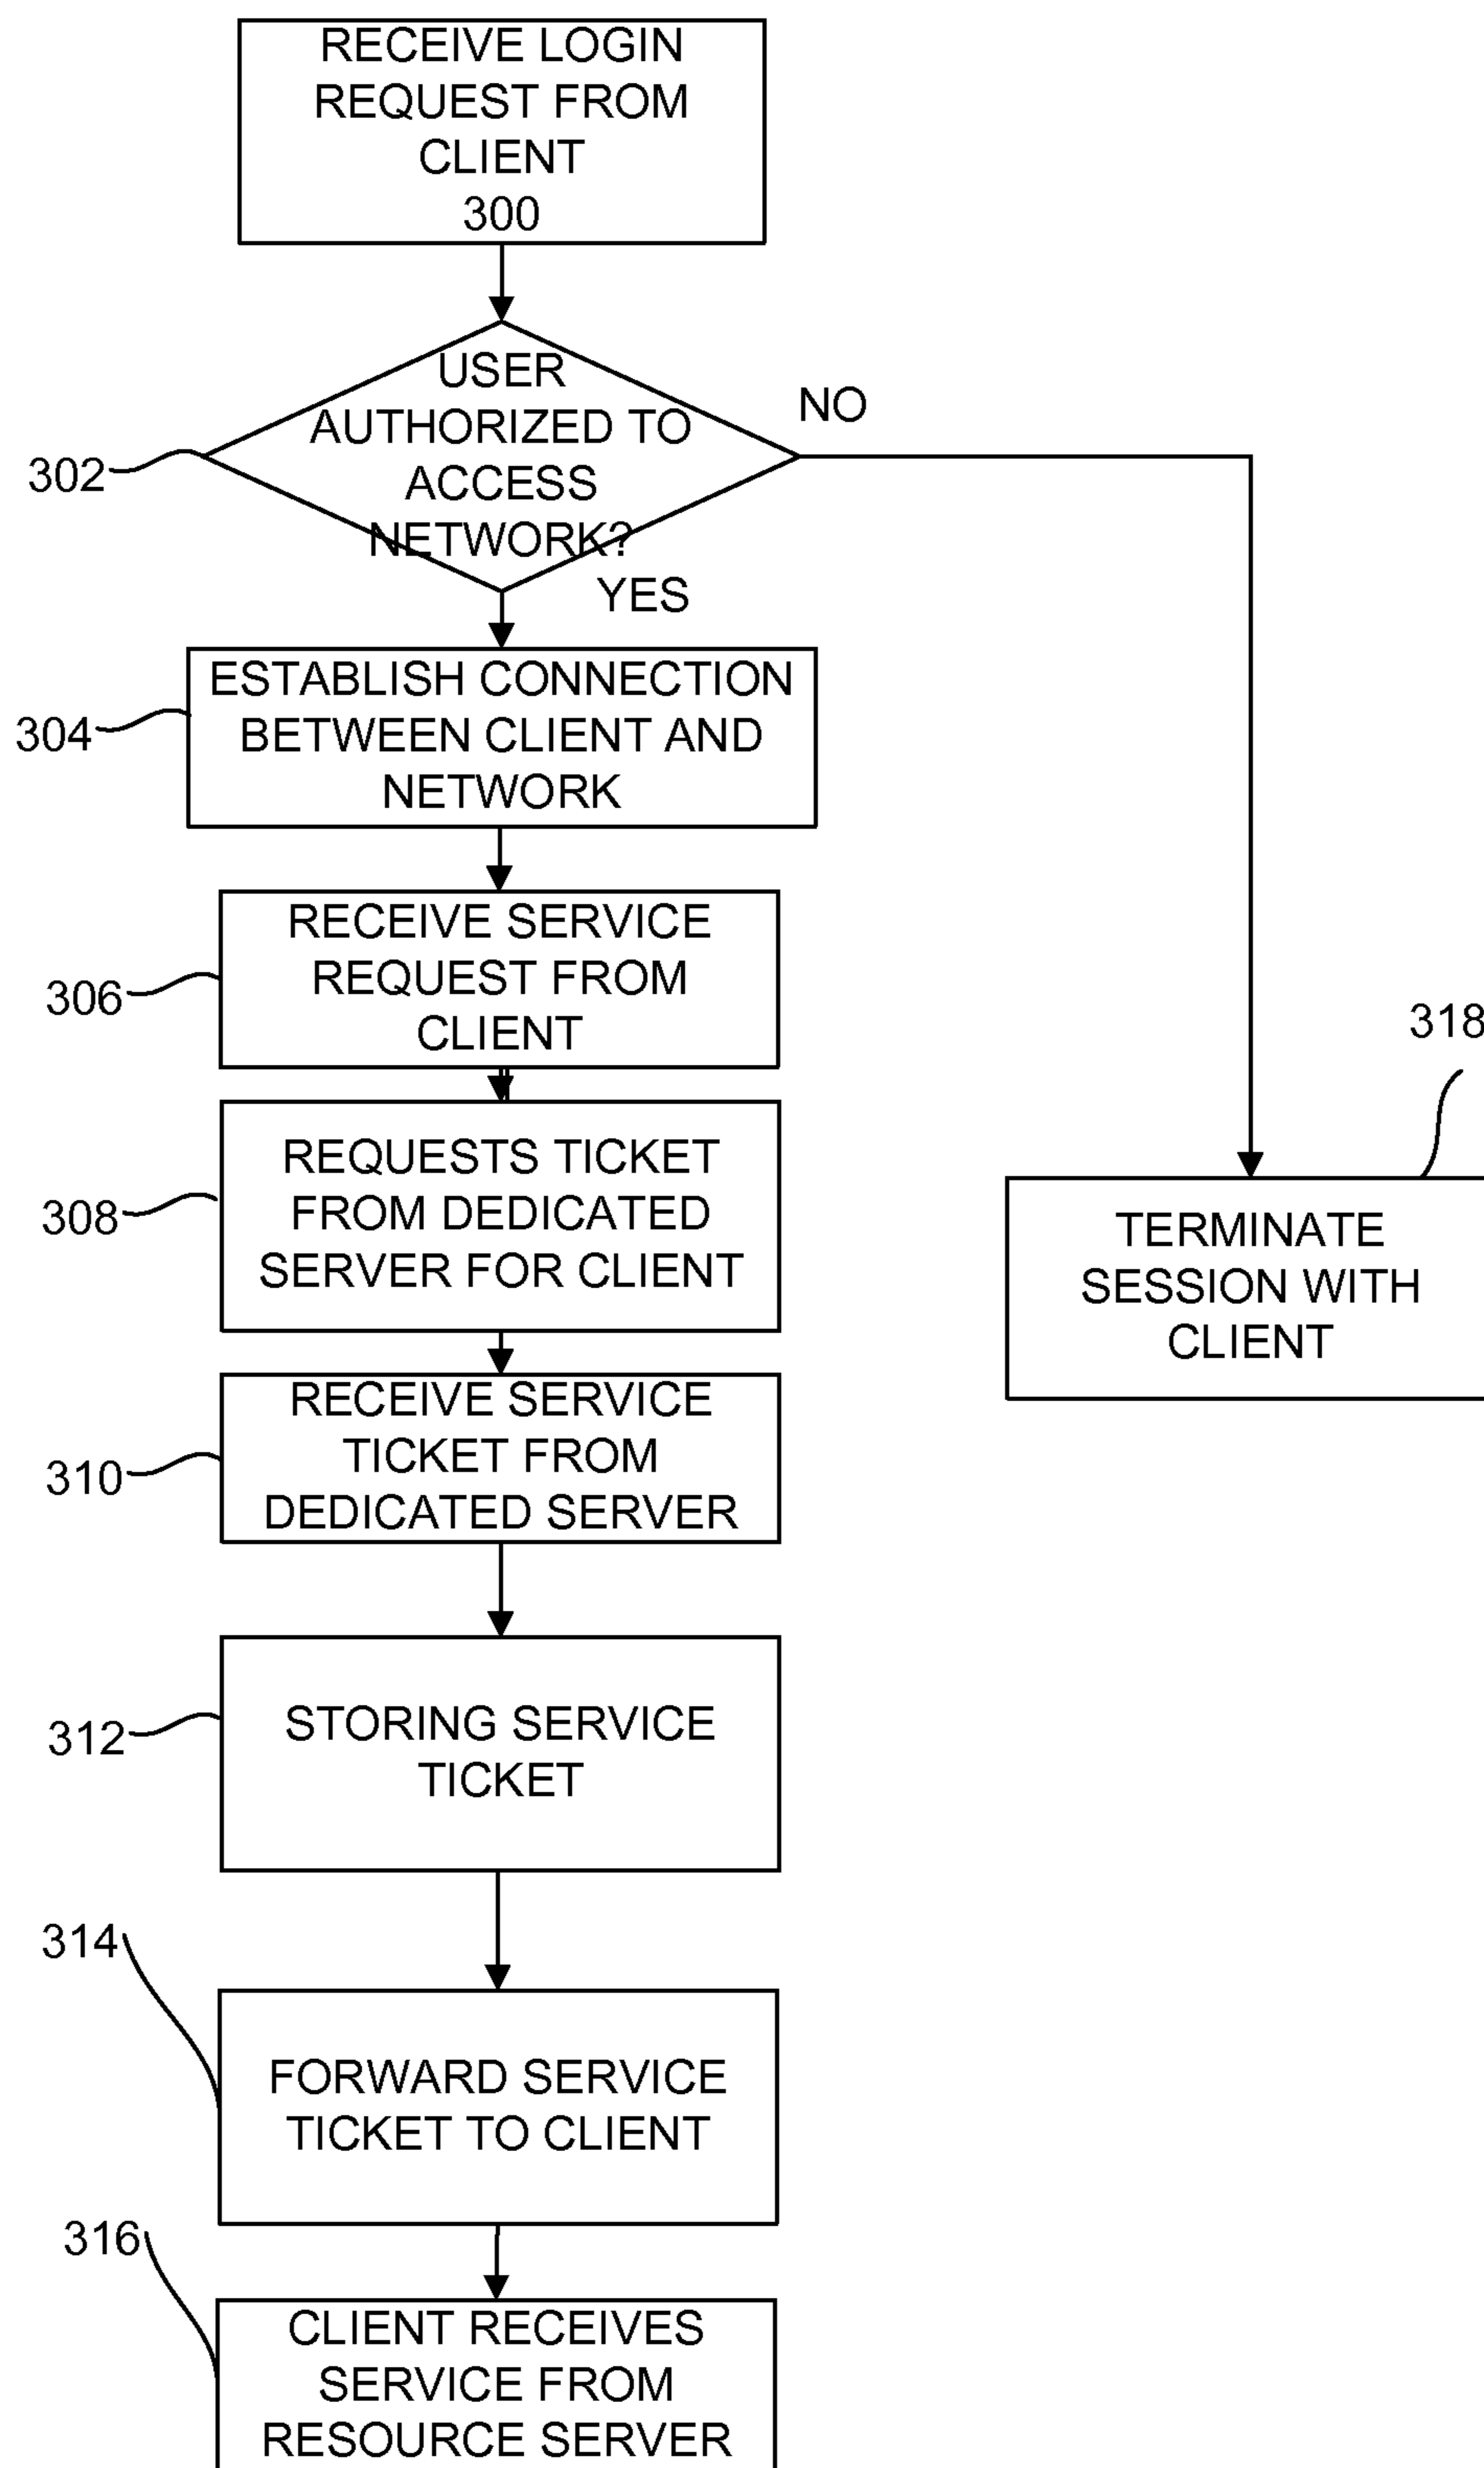 RECEIVE LOGIN
REQUEST FROM
CLIENT
300
USER
AUTHORIZED TO
ACCESS
NETWORK?
NO
302
YES
ESTABLISH CONNECTION
BETWEEN CLIENT AND
NETWORK
304
RECEIVE SERVICE
REQUEST FROM
CLIENT
306
318
REQUESTS TICKET
FROM DEDICATED
SERVER FOR CLIENT
308
TERMINATE
SESSION WITH
CLIENT
RECEIVE SERVICE
TICKET FROM
DEDICATED SERVER
310
STORING SERVICE
TICKET
312
314
FORWARD SERVICE
TICKET TO CLIENT
316
CLIENT RECEIVES
SERVICE FROM
RESOURCE SERVER